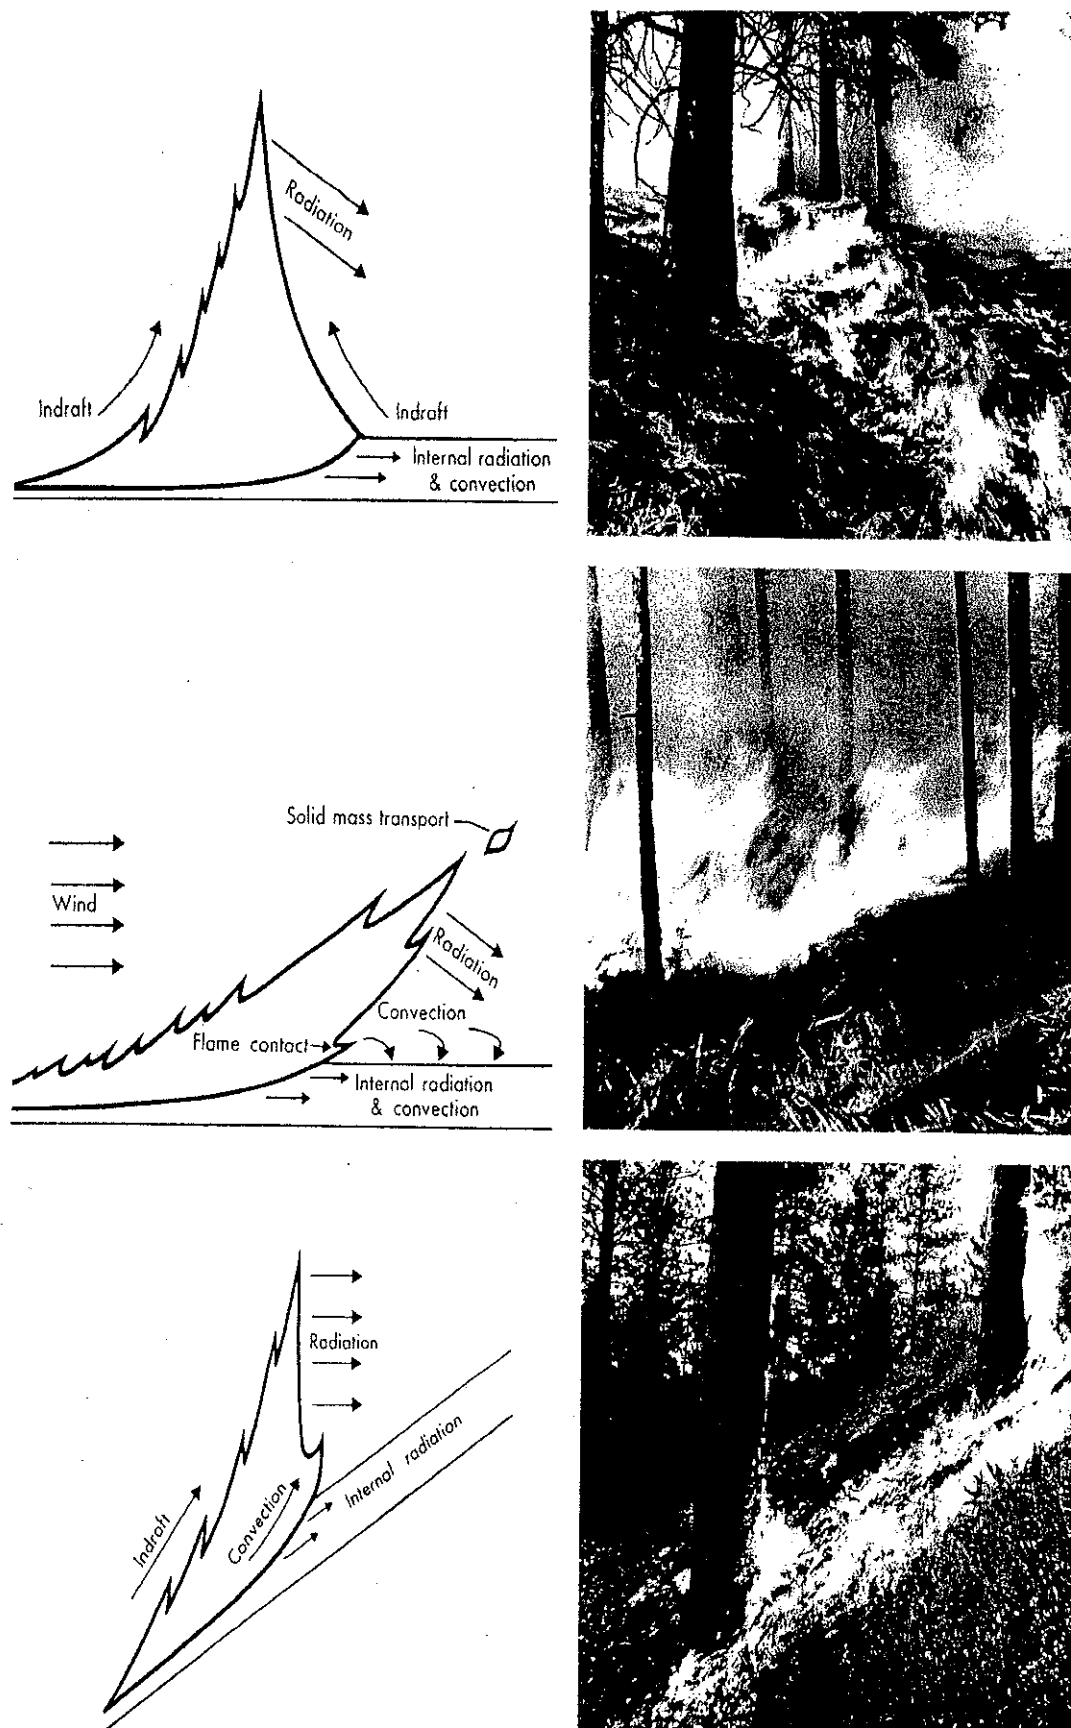 Radiation
Indraft
Indraft
Internal radiation
& convection
Solid mass transport
Wind
Radiation
Convection
Flame contact
Internal radiation
& convection
Radiation
Internal radiation
Convection
Indraft